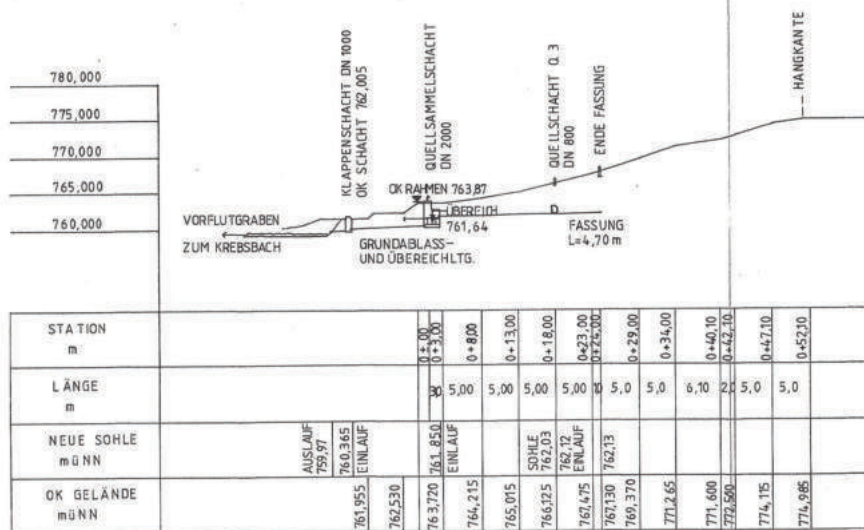 780,000
775,000
770,000
765,000
760,000
KLAPPENSCHACHT DN 1000
OK SCHACHT 762,005
QUELLSAMMELSCHACHT
DN 2000
QUELLSCHACHT Q. 3
DN 800
ENDE FASSUNG
HANGKANTE
OK RAHMEN 763,87
ÜBEREICH
761,64
VORFLUTGRABEN
ZUM KREBSBACH
GRUNDABLASS-
UND ÜBEREICHLTG.
FASSUNG
L=4,70 m
STATION
m
0+3,00
0+8,00
0+13,00
0+18,00
0+23,00
0+24,00
0+29,00
0+34,00
0+40,10
0+42,10
0+47,10
0+52,10
LÄNGE
m
5,00
5,00
5,00
5,00
5,0
5,0
6,10
5,0
5,0
NEUE SOHLE
müNN
AUSLAUF
759,97
760,365
EINLAUF
761,850
EINLAUF
SOHLE
762,03
762,12
EINLAUF
762,13
OK GELÄNDE
müNN
761,955
762,530
763,720
764,215
765,015
766,125
767,475
767,130
769,370
771,265
771,600
772,500
774,115
774,985